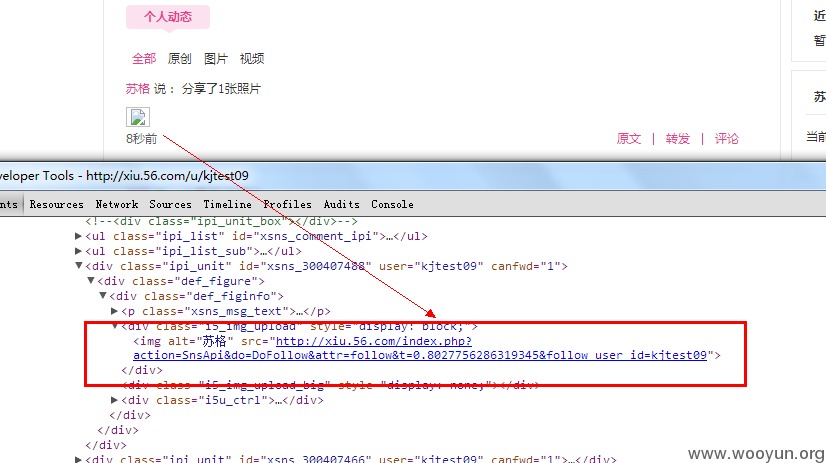 个人动态
近
暂
全部 原创 图片 视频
苏格 说： 分享了1张照片
苏
8秒前
原文 | 转发 | 评论
当前
veloper Tools - http://xiu.56.com/u/kjtest09
nts Resources Network Sources Timeline Profiles Audits Console
<!--<div class="ipi_unit_box"></div>-->
▶<ul class="ipi_list" id="xsns_comment_ipi">…</ul>
▶<ul class="ipi_list_sub">…</ul>
▼<div class="ipi_unit" id="xsns_300407488" user="kjtest09" canfwd="1">
▼<div class="def_figure">
▼<div class="def_figinfo">
▶<p class="xsns_msg_text">…</p>
▼<div class="i5_img_upload" style="display: block;">
<img alt="苏格" src="http://xiu.56.com/index.php?
action=SnsApi&do=DoFollow&attr=follow&t=0.8027756286319345&follow_user_id=kjtest09">
</div>
<div class="i5_img_upload_big" style="display: none;"></div>
▶<div class="i5u_ctrl">…</div>
</div>
</div>
</div>
▶<div class="ipi_unit" id="xsns_300407466" user="kjtest09" canfwd="1">…</div>
www.wooyun.org